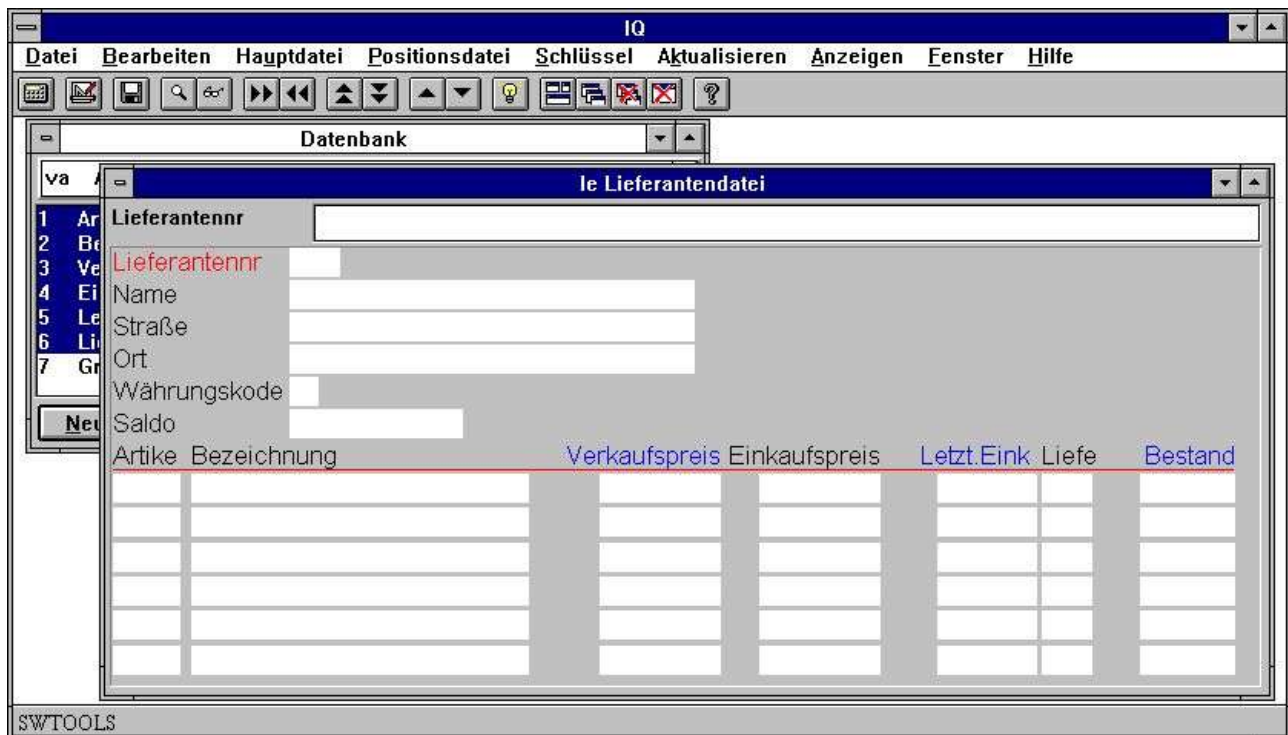 IQ
Datei Bearbeiten Hauptdatei Positionsdatei Schlüssel Aktualisieren Anzeigen Fenster Hilfe
Datenbank
va
le Lieferantendatei
1 Ar
2 Be
3 Ve
4 Ei
5 Le
6 Li
7 Gr
Neu
Lieferantennr
Lieferantennr
Name
Straße
Ort
Währungskode
Saldo
Artike Bezeichnung Verkaufspreis Einkaufspreis Letzt.Eink Liefe Bestand
SWTOOLS